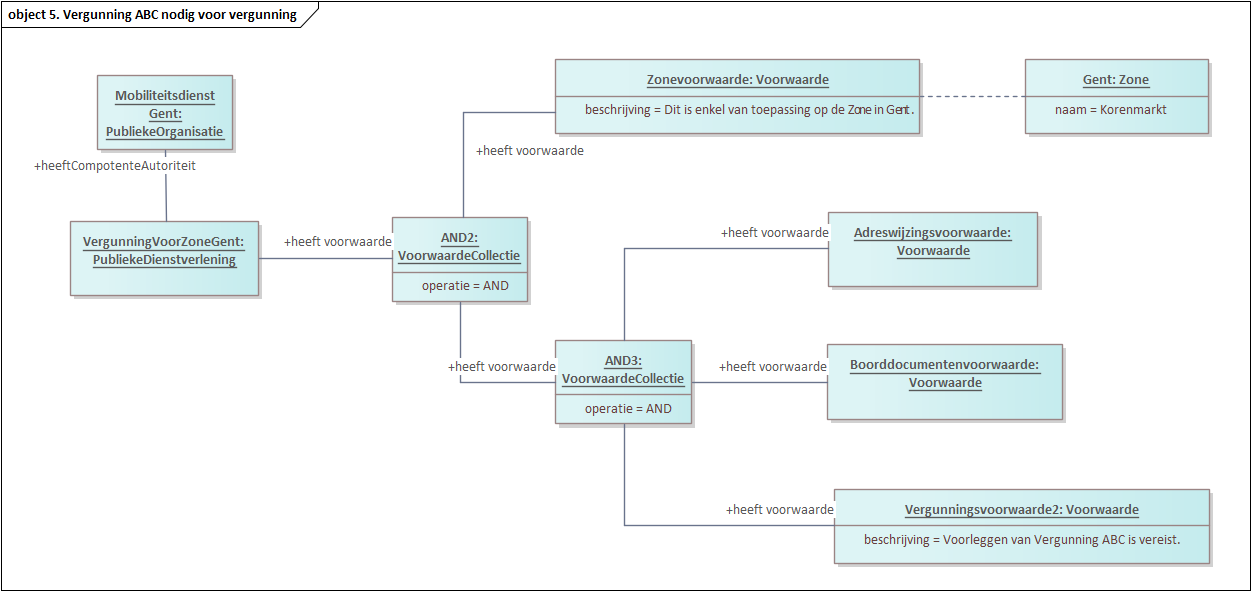 object 5. Vergunning ABC nodig voor vergunning
Mobiliteitsdienst
Gent:
PubliekeOrganisatie
+heeftCompotenteAutoriteit
VergunningVoorZoneGent:
PubliekeDienstverlening
+heeft voorwaarde
AND2:
VoorwaardeCollectie
operatie = AND
+heeft voorwaarde
Zonevoorwaarde: Voorwaarde
beschrijving = Dit is enkel van toepassing op de Zone in Gent.
Gent: Zone
naam = Korenmarkt
+heeft voorwaarde
AND3:
VoorwaardeCollectie
operatie = AND
+heeft voorwaarde
Adreswijzingsvoorwaarde:
Voorwaarde
+heeft voorwaarde
Boorddocumentenvoorwaarde:
Voorwaarde
+heeft voorwaarde
Vergunningsvoorwaarde2: Voorwaarde
beschrijving = Voorleggen van Vergunning ABC is vereist.